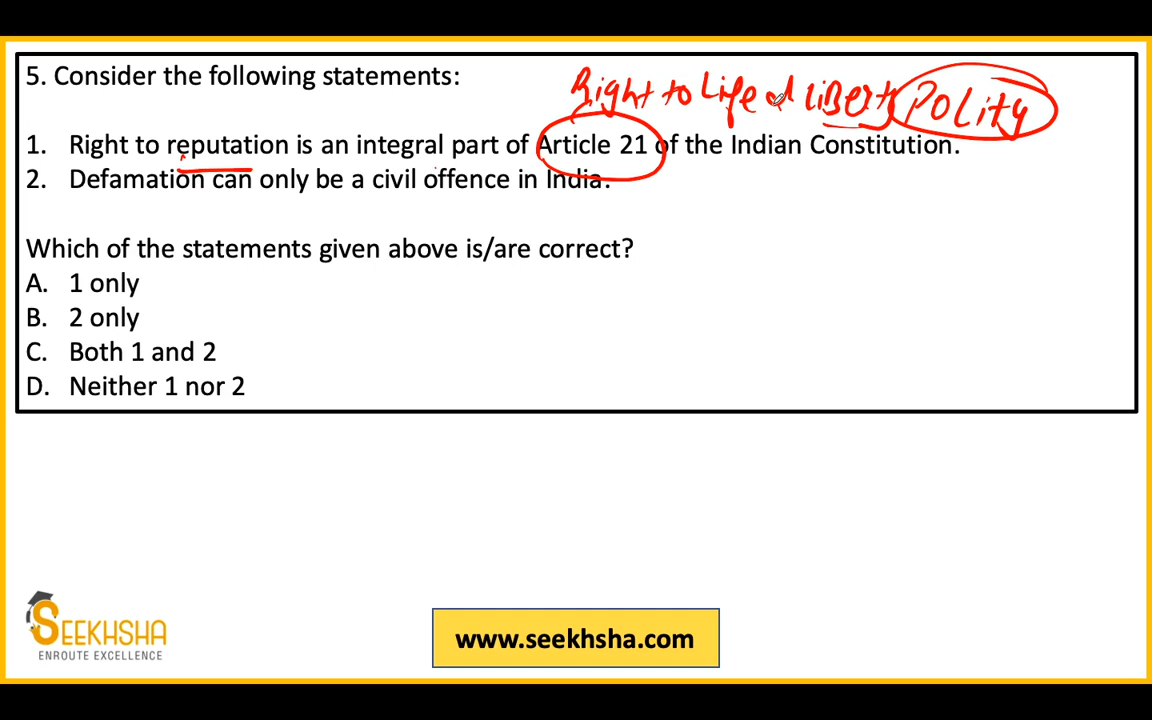 5. Consider the following statements:
Right to Life & liberty POLity
1. Right to reputation is an integral part of Article 21 of the Indian Constitution.
2. Defamation can only be a civil offence in India.
Which of the statements given above is/are correct?
A. 1 only
B. 2 only
C. Both 1 and 2
D. Neither 1 nor 2
SEEKHSHA
ENROUTE EXCELLENCE
www.seekhsha.com